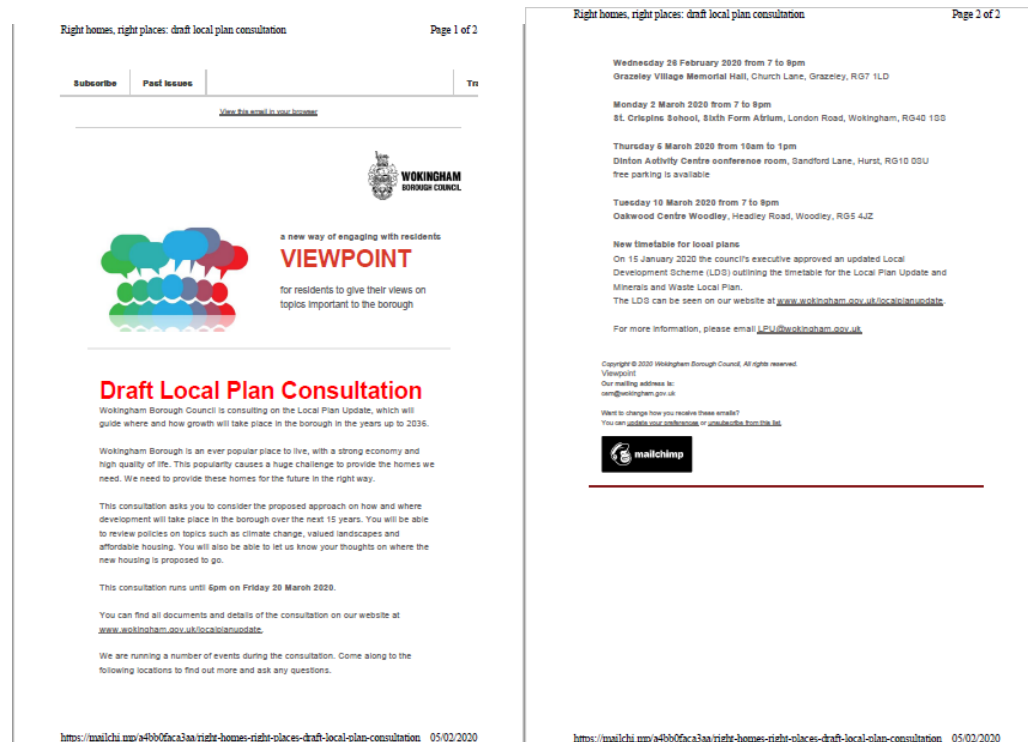 Right homes, right places: draft local plan consultation Page 1 of 2
Subscribe Past Issues
View this email in your browser
WOKINGHAM
BOROUGH COUNCIL
a new way of engaging with residents
VIEWPOINT
for residents to give their views on
topics important to the borough
Draft Local Plan Consultation
Wokingham Borough Council is consulting on the Local Plan Update, which will
guide where and how growth will take place in the borough in the years up to 2036.
Wokingham Borough is an ever popular place to live, with a strong economy and
high quality of life. This popularity causes a huge challenge to provide the homes we
need. We need to provide these homes for the future in the right way.
This consultation asks you to consider the proposed approach on how and where
development will take place in the borough over the next 15 years. You will be able
to review policies on topics such as climate change, valued landscapes and
affordable housing. You will also be able to let us know your thoughts on where the
new housing is proposed to go.
This consultation runs until 5pm on Friday 20 March 2020.
You can find all documents and details of the consultation on our website at
www.wokingham.gov.uk/localplanupdate.
We are running a number of events during the consultation. Come along to the
following locations to find out more and ask any questions.
https://mailchi.mp/a4bb0faca3aa/right-homes-right-places-draft-local-plan-consultation 05/02/2020
Right homes, right places: draft local plan consultation Page 2 of 2
Wednesday 26 February 2020 from 7 to 9pm
Grazeley Village Memorial Hall, Church Lane, Grazeley, RG7 1LD
Monday 2 March 2020 from 7 to 9pm
St. Crispins School, Sixth Form Atrium, London Road, Wokingham, RG40 1SS
Thursday 5 March 2020 from 10am to 1pm
Dinton Activity Centre conference room, Sandford Lane, Hurst, RG10 0SU
free parking is available
Tuesday 10 March 2020 from 7 to 9pm
Oakwood Centre Woodley, Headley Road, Woodley, RG5 4JZ
New timetable for local plans
On 15 January 2020 the council's executive approved an updated Local
Development Scheme (LDS) outlining the timetable for the Local Plan Update and
Minerals and Waste Local Plan.
The LDS can be seen on our website at www.wokingham.gov.uk/localplanupdate.
For more information, please email LPU@wokingham.gov.uk
Copyright © 2020 Wokingham Borough Council, All rights reserved.
Viewpoint
Our mailing address is:
cem@wokingham.gov.uk
Want to change how you receive these emails?
You can update your preferences or unsubscribe from this list.
mailchimp
https://mailchi.mp/a4bb0faca3aa/right-homes-right-places-draft-local-plan-consultation 05/02/2020